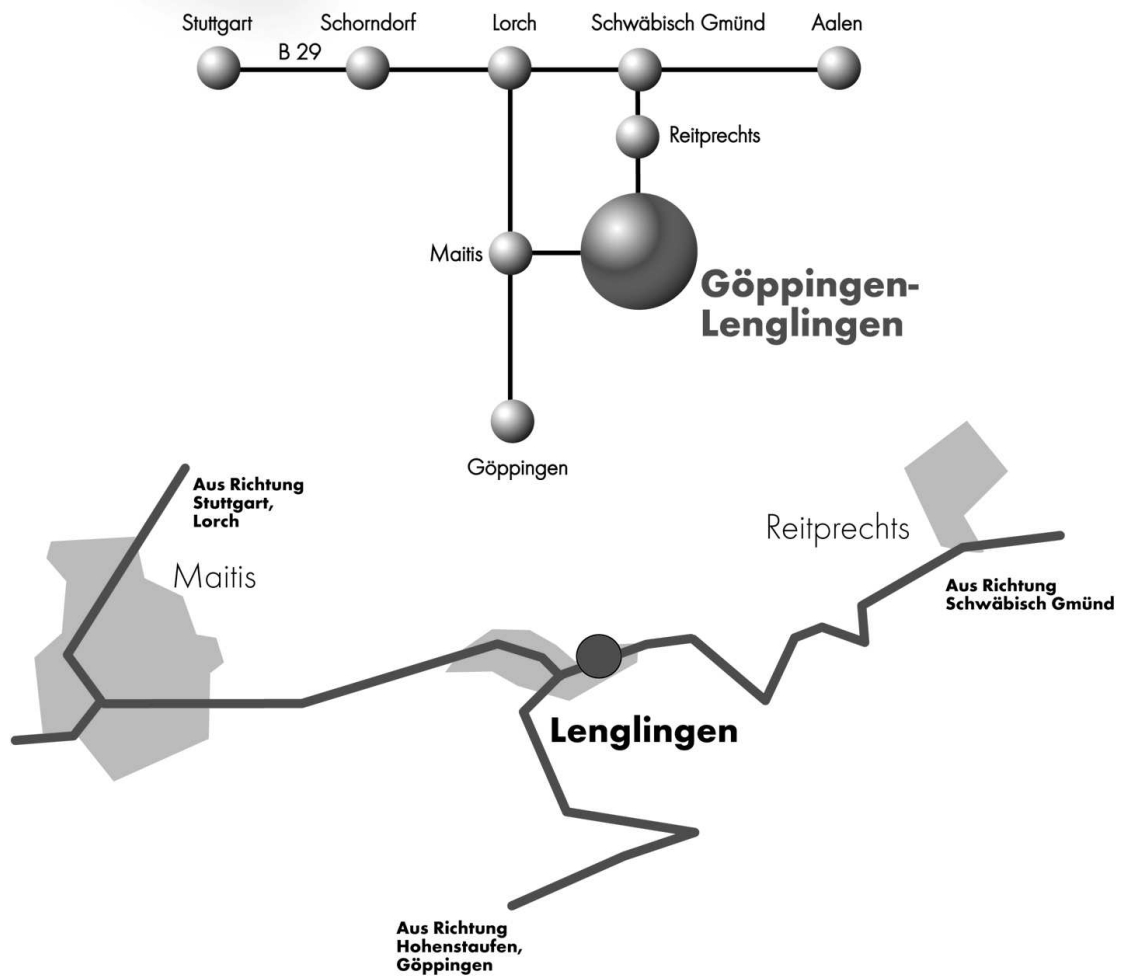 Stuttgart
Schorndorf
Lorch
Schwäbisch Gmünd
Aalen
B 29
Reitprechts
Maitis
Göppingen-
Lenglingen
Göppingen
Aus Richtung
Stuttgart,
Lorch
Maitis
Reitprechts
Aus Richtung
Schwäbisch Gmünd
Lenglingen
Aus Richtung
Hohenstaufen,
Göppingen